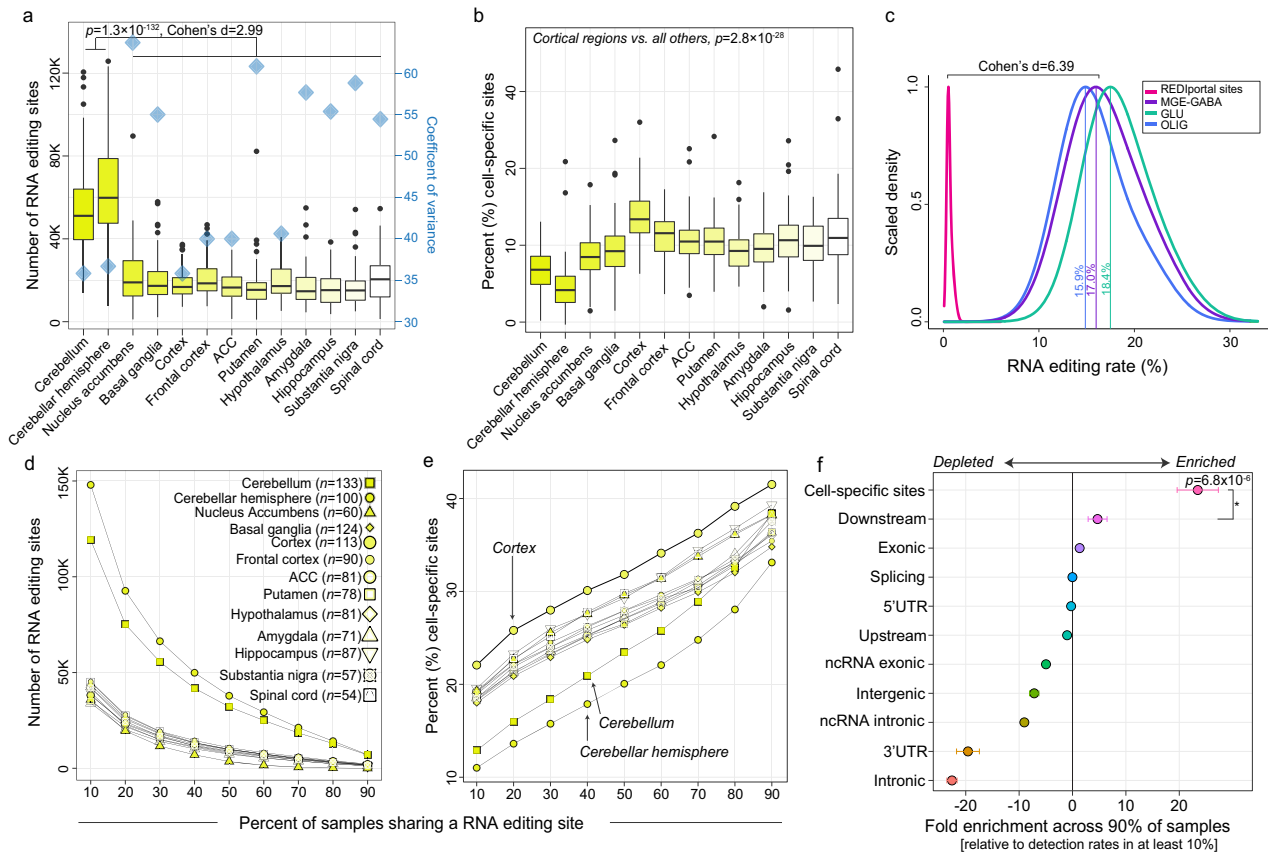 a
p=1.3×10-132, Cohen's d=2.99
Number of RNA editing sites
120K
80K
40K
0
60
55
50
45
40
35
30
Coefficent of variance
Cerebellum
Cerebellar hemisphere
Nucleus accumbens
Basal ganglia
Cortex
Frontal cortex
ACC
Putamen
Hypothalamus
Amygdala
Hippocampus
Substantia nigra
Spinal cord
b
Cortical regions vs. all others, p=2.8×10-28
Percent (%) cell-specific sites
40
20
10
0
Cerebellum
Cerebellar hemisphere
Nucleus accumbens
Basal ganglia
Cortex
Frontal cortex
ACC
Putamen
Hypothalamus
Amygdala
Hippocampus
Substantia nigra
Spinal cord
c
Cohen's d=6.39
REDIportal sites
MGE-GABA
GLU
OLIG
Scaled density
1.0
0.5
0.0
15.9%
17.0%
18.4%
10
20
30
RNA editing rate (%)
d
Number of RNA editing sites
150K
100K
50K
0
Cerebellum (n=133)
Cerebellar hemisphere (n=100)
Nucleus Accumbens (n=60)
Basal ganglia (n=124)
Cortex (n=113)
Frontal cortex (n=90)
ACC (n=81)
Putamen (n=78)
Hypothalamus (n=81)
Amygdala (n=71)
Hippocampus (n=87)
Substantia nigra (n=57)
Spinal cord (n=54)
10 20 30 40 50 60 70 80 90
e
Percent (%) cell-specific sites
40
30
20
10
Cortex
Cerebellum
Cerebellar hemisphere
10 20 30 40 50 60 70 80 90
Percent of samples sharing a RNA editing site
f
Depleted
Enriched
p=6.8x10-6
*
Cell-specific sites
Downstream
Exonic
Splicing
5'UTR
Upstream
ncRNA exonic
Intergenic
ncRNA intronic
3'UTR
Intronic
-20 -10 0 10 20
Fold enrichment across 90% of samples
[relative to detection rates in at least 10%]